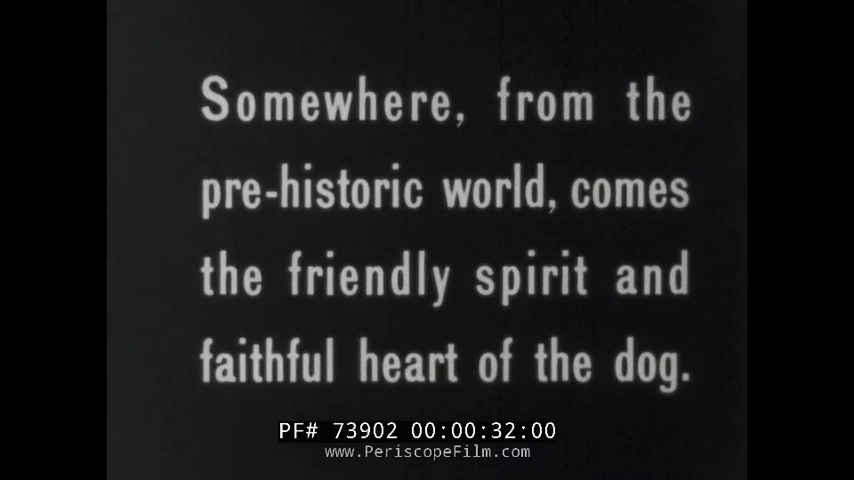 Somewhere, from the
pre-historic world, comes
the friendly spirit and
faithful heart of the dog.
PF# 73902 00:00:32:00
www.PeriscopeFilm.com